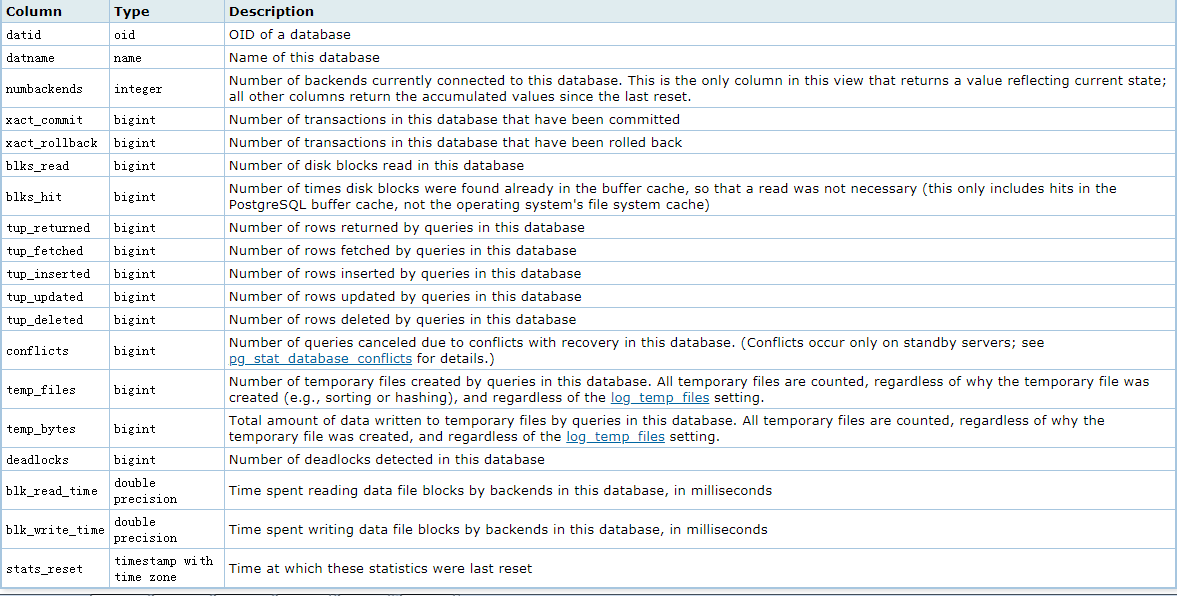 Column Type Description
datid oid OID of a database
datname name Name of this database
numbackends integer Number of backends currently connected to this database. This is the only column in this view that returns a value reflecting current state;
all other columns return the accumulated values since the last reset.
xact_commit bigint Number of transactions in this database that have been committed
xact_rollback bigint Number of transactions in this database that have been rolled back
blks_read bigint Number of disk blocks read in this database
blks_hit bigint Number of times disk blocks were found already in the buffer cache, so that a read was not necessary (this only includes hits in the
PostgreSQL buffer cache, not the operating system's file system cache)
tup_returned bigint Number of rows returned by queries in this database
tup_fetched bigint Number of rows fetched by queries in this database
tup_inserted bigint Number of rows inserted by queries in this database
tup_updated bigint Number of rows updated by queries in this database
tup_deleted bigint Number of rows deleted by queries in this database
conflicts bigint Number of queries canceled due to conflicts with recovery in this database. (Conflicts occur only on standby servers; see
pg_stat_database_conflicts for details.)
temp_files bigint Number of temporary files created by queries in this database. All temporary files are counted, regardless of why the temporary file was
created (e.g., sorting or hashing), and regardless of the log_temp_files setting.
temp_bytes bigint Total amount of data written to temporary files by queries in this database. All temporary files are counted, regardless of why the
temporary file was created, and regardless of the log_temp_files setting.
deadlocks bigint Number of deadlocks detected in this database
blk_read_time double precision Time spent reading data file blocks by backends in this database, in milliseconds
blk_write_time double precision Time spent writing data file blocks by backends in this database, in milliseconds
stats_reset timestamp with time zone Time at which these statistics were last reset